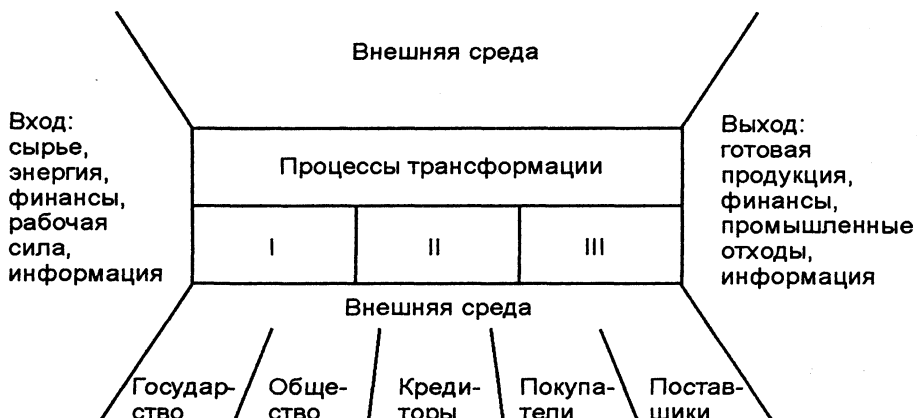 Внешняя среда
Вход:
сырье,
энергия,
финансы,
рабочая
сила,
информация
Процессы трансформации
I
II
III
Выход:
готовая
продукция,
финансы,
промышленные
отходы,
информация
Внешняя среда
Государ-
ство
Обще-
ство
Креди-
торы
Покупа-
тели
Постав-
щики